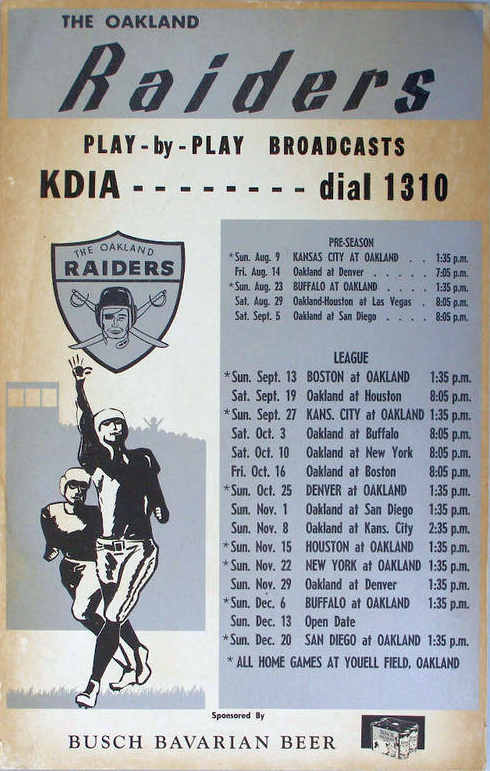 THE OAKLAND
Raiders
PLAY-by-PLAY BROADCASTS
KDIA -------- dial 1310
THE OAKLAND
RAIDERS
PRE-SEASON
*Sun. Aug. 9 KANSAS CITY AT OAKLAND . . 1:35 p.m.
Fri. Aug. 14 Oakland at Denver . . . . . 7:05 p.m.
*Sun. Aug. 23 BUFFALO AT OAKLAND . . . . 1:35 p.m.
Sat. Aug. 29 Oakland-Houston at Las Vegas . 8:05 p.m.
Sat. Sept. 5 Oakland at San Diego . . . . 8:05 p.m.
LEAGUE
*Sun. Sept. 13 BOSTON at OAKLAND 1:35 p.m.
Sat. Sept. 19 Oakland at Houston 8:05 p.m.
*Sun. Sept. 27 KANS. CITY at OAKLAND 1:35 p.m.
Sat. Oct. 3 Oakland at Buffalo 8:05 p.m.
Sat. Oct. 10 Oakland at New York 8:05 p.m.
Fri. Oct. 16 Oakland at Boston 8:05 p.m.
*Sun. Oct. 25 DENVER at OAKLAND 1:35 p.m.
Sun. Nov. 1 Oakland at San Diego 1:35 p.m.
Sun. Nov. 8 Oakland at Kans. City 2:35 p.m.
*Sun. Nov. 15 HOUSTON at OAKLAND 1:35 p.m.
*Sun. Nov. 22 NEW YORK at OAKLAND 1:35 p.m.
Sun. Nov. 29 Oakland at Denver 1:35 p.m.
*Sun. Dec. 6 BUFFALO at OAKLAND 1:35 p.m.
Sun. Dec. 13 Open Date
*Sun. Dec. 20 SAN DIEGO at OAKLAND 1:35 p.m.
* ALL HOME GAMES AT YOUELL FIELD, OAKLAND
Sponsored By
BUSCH BAVARIAN BEER